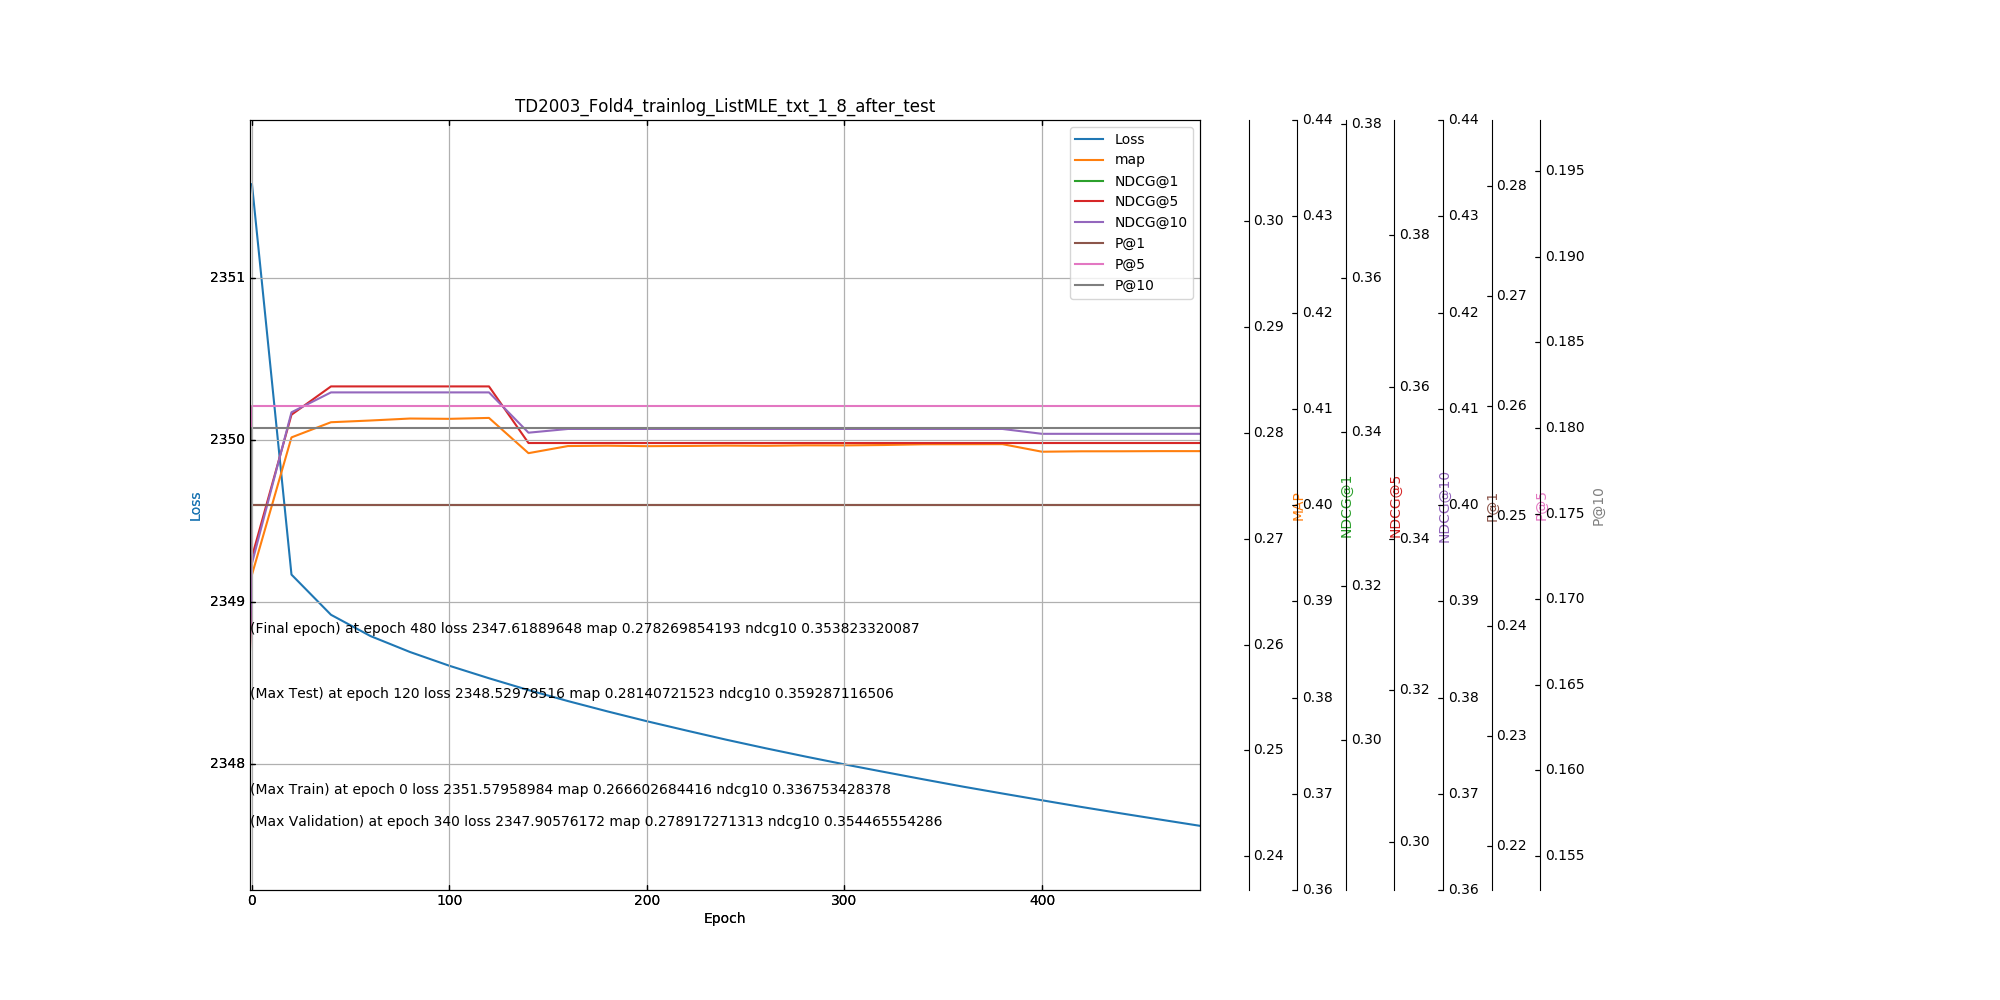 TD2003_Fold4_trainlog_ListMLE_txt_1_8_after_test
Loss
map
NDCG@1
NDCG@5
NDCG@10
P@1
P@5
P@10
2351
2350
2349
2348
Loss
(Final epoch) at epoch 480 loss 2347.61889648 map 0.278269854193 ndcg10 0.353823320087
(Max Test) at epoch 120 loss 2348.52978516 map 0.28140721523 ndcg10 0.359287116506
(Max Train) at epoch 0 loss 2351.57958984 map 0.266602684416 ndcg10 0.336753428378
(Max Validation) at epoch 340 loss 2347.90576172 map 0.278917271313 ndcg10 0.354465554286
0 100 200 300 400
Epoch
0.30
0.29
0.28
0.27
0.26
0.25
0.24
MAP
0.44
0.43
0.42
0.41
0.40
0.39
0.38
0.37
0.36
NDCG@1
0.38
0.36
0.34
0.32
0.30
NDCG@5
0.38
0.36
0.34
0.32
0.30
NDCG@10
0.44
0.43
0.42
0.41
0.40
0.39
0.38
0.37
0.36
P@1
0.28
0.27
0.26
0.25
0.24
0.23
0.22
P@5
0.195
0.190
0.185
0.180
0.175
0.170
0.165
0.160
0.155
P@10